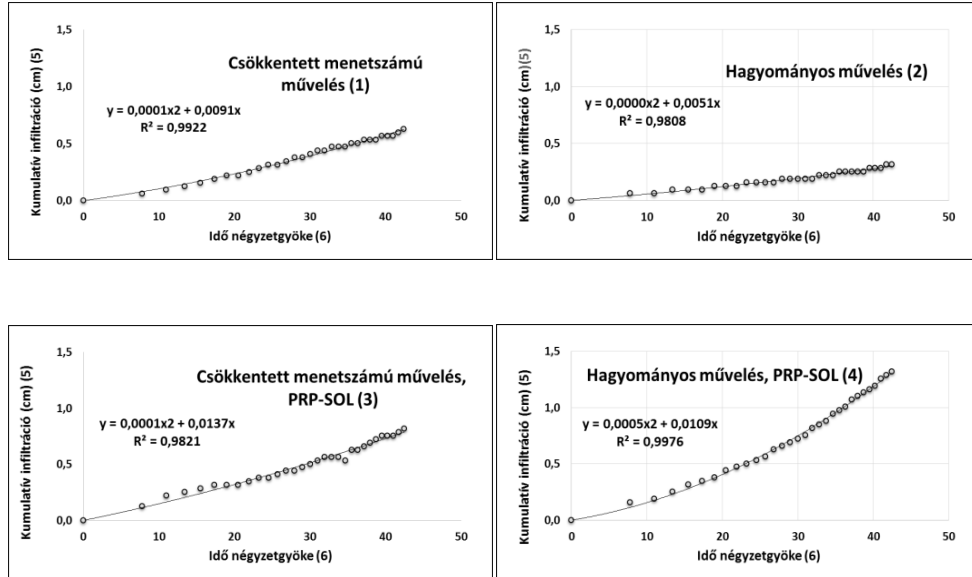 Kumulatív infiltráció (cm) (5)
1,5
1,0
0,5
0,0
Csökkentett menetszámú
művelés (1)
y = 0,0001x2 + 0,0091x
R² = 0,9922
0 10 20 30 40 50
Idő négyzetgyöke (6)
Kumulatív infiltráció (cm)(5)
1,5
1,0
0,5
0,0
Hagyományos művelés (2)
y = 0,0000x2 + 0,0051x
R² = 0,9808
0 10 20 30 40 50
Idő négyzetgyöke (6)
Kumulatív infiltráció (cm) (5)
1,5
1,0
0,5
0,0
Csökkentett menetszámú művelés,
PRP-SOL (3)
y = 0,0001x2 + 0,0137x
R² = 0,9821
0 10 20 30 40 50
Idő négyzetgyöke (6)
Kumulatív infiltráció (cm) (5)
1,5
1,0
0,5
0,0
Hagyományos művelés, PRP-SOL (4)
y = 0,0005x2 + 0,0109x
R² = 0,9976
0 10 20 30 40 50
Idő négyzetgyöke (6)